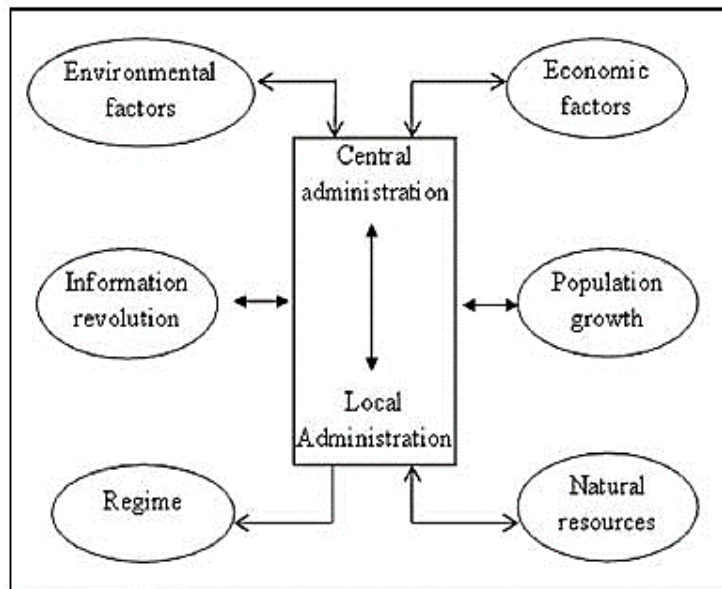 Environmental
factors
Economic
factors
Central
administration
Information
revolution
Population
growth
Local
Administration
Regime
Natural
resources